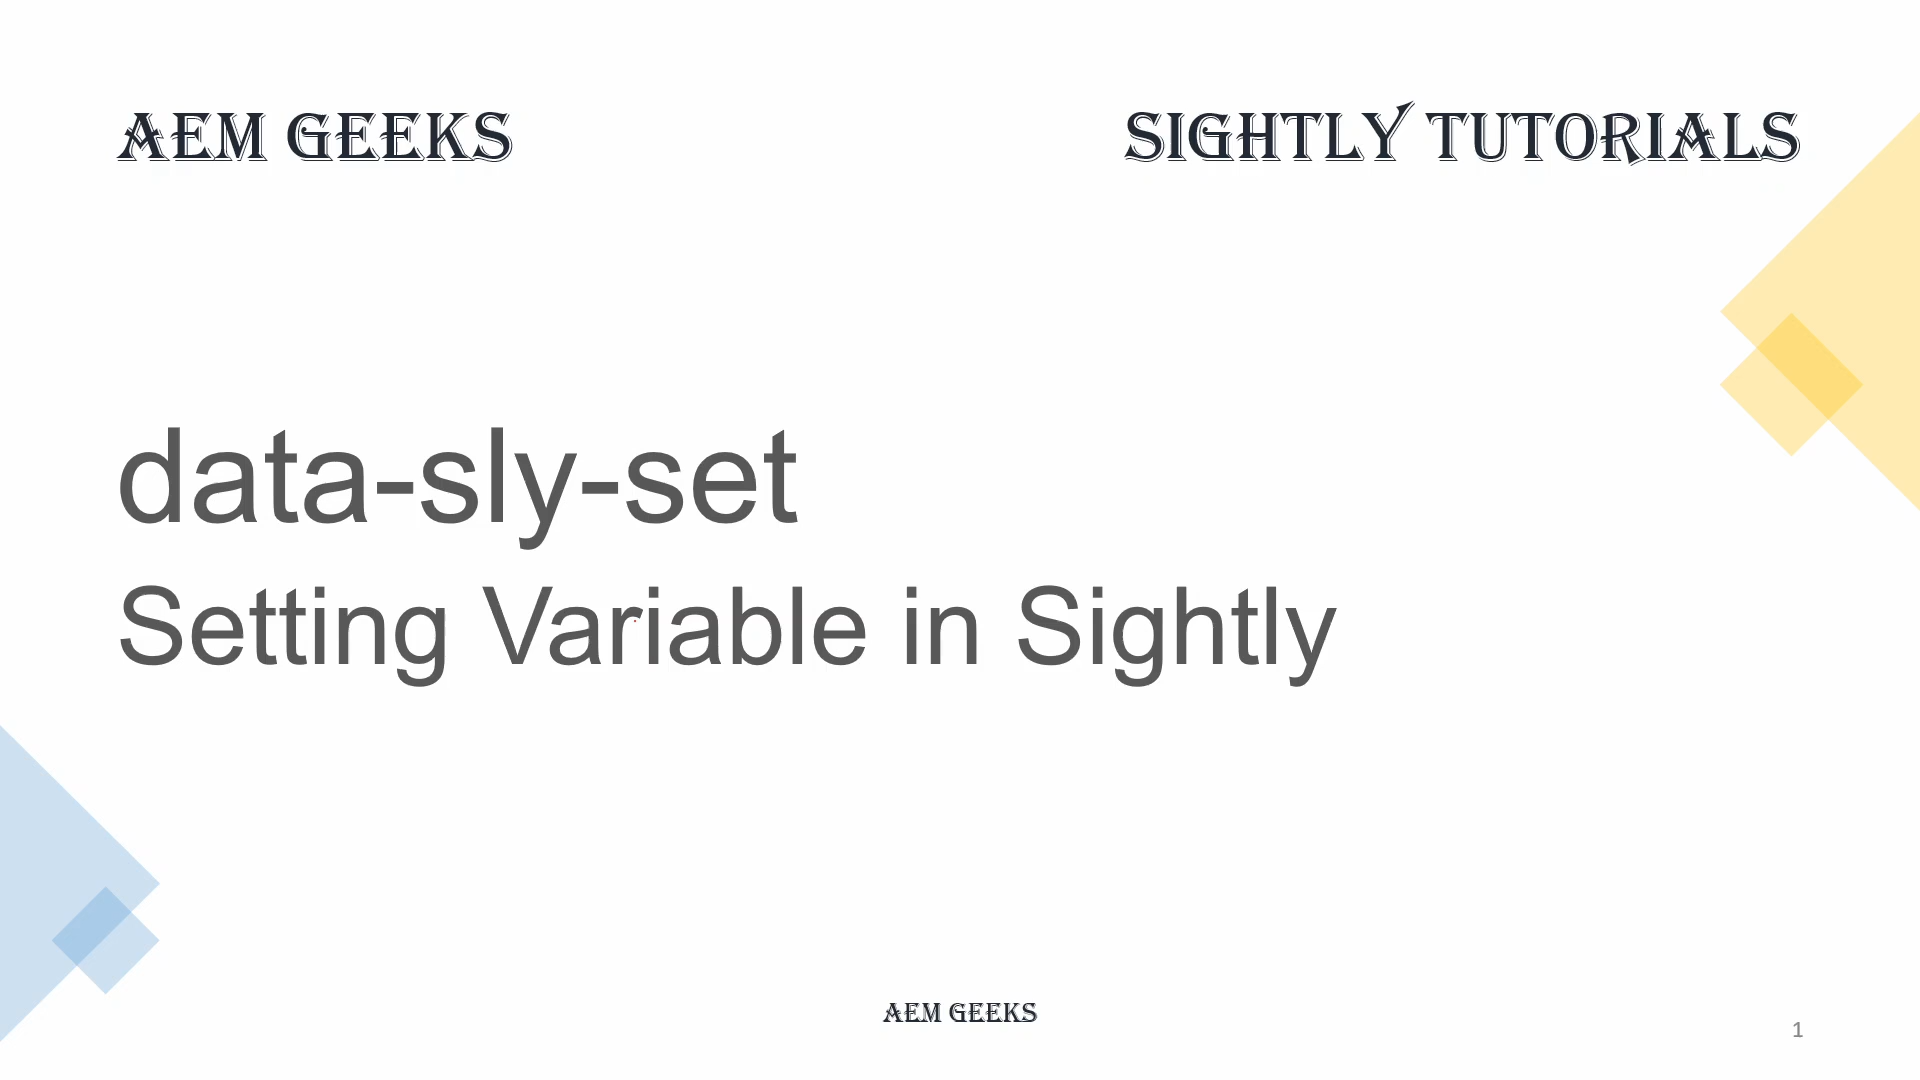 AEM GEEKS
SIGHTLY TUTORIALS
data-sly-set
Setting Variable in Sightly
AEM GEEKS
1